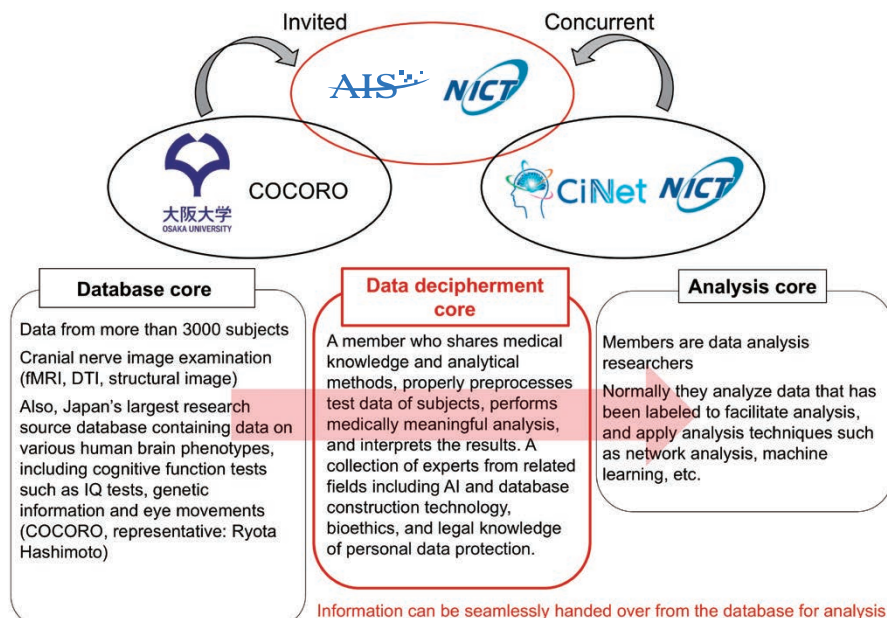 Invited
Concurrent
AIS
NICT
大阪大学
OSAKA UNIVERSITY
COCORO
CiNet
NICT
Database core
Data from more than 3000 subjects
Cranial nerve image examination
(fMRI, DTI, structural image)
Also, Japan's largest research
source database containing data on
various human brain phenotypes,
including cognitive function tests
such as IQ tests, genetic
information and eye movements
(COCORO, representative: Ryota
Hashimoto)
Data decipherment
core
A member who shares medical
knowledge and analytical
methods, properly preprocesses
test data of subjects, performs
medically meaningful analysis,
and interprets the results. A
collection of experts from related
fields including AI and database
construction technology,
bioethics, and legal knowledge
of personal data protection.
Analysis core
Members are data analysis
researchers
Normally they analyze data that has
been labeled to facilitate analysis,
and apply analysis techniques such
as network analysis, machine
learning, etc.
Information can be seamlessly handed over from the database for analysis